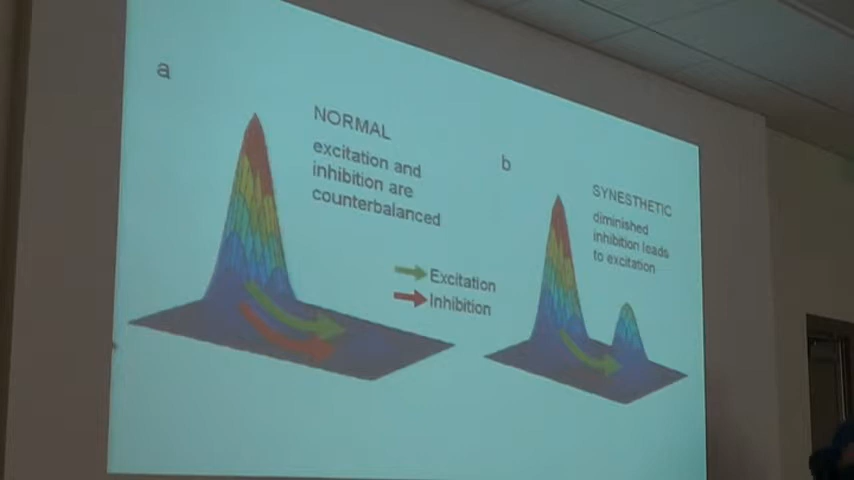 a
NORMAL
excitation and
inhibition are
counterbalanced
Excitation
Inhibition
b
SYNESTHETIC
diminished
inhibition leads
to excitation